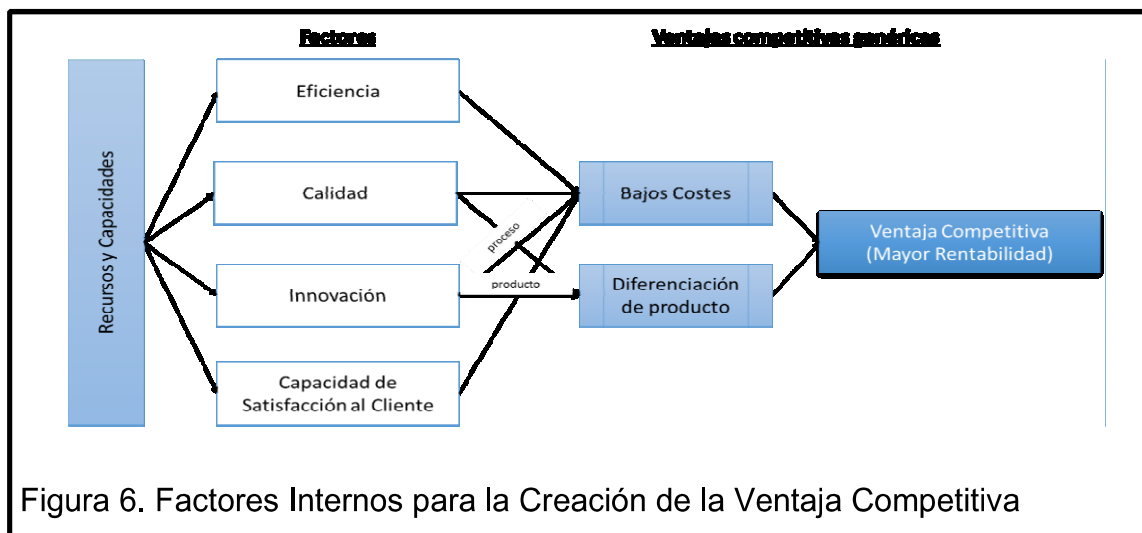 Factores
Ventajas competitivas genéricas
Recursos y Capacidades
Eficiencia
Calidad
Innovación
Capacidad de
Satisfacción al Cliente
proceso
producto
Bajos Costes
Diferenciación
de producto
Ventaja Competitiva
(Mayor Rentabilidad)
Figura 6. Factores Internos para la Creación de la Ventaja Competitiva